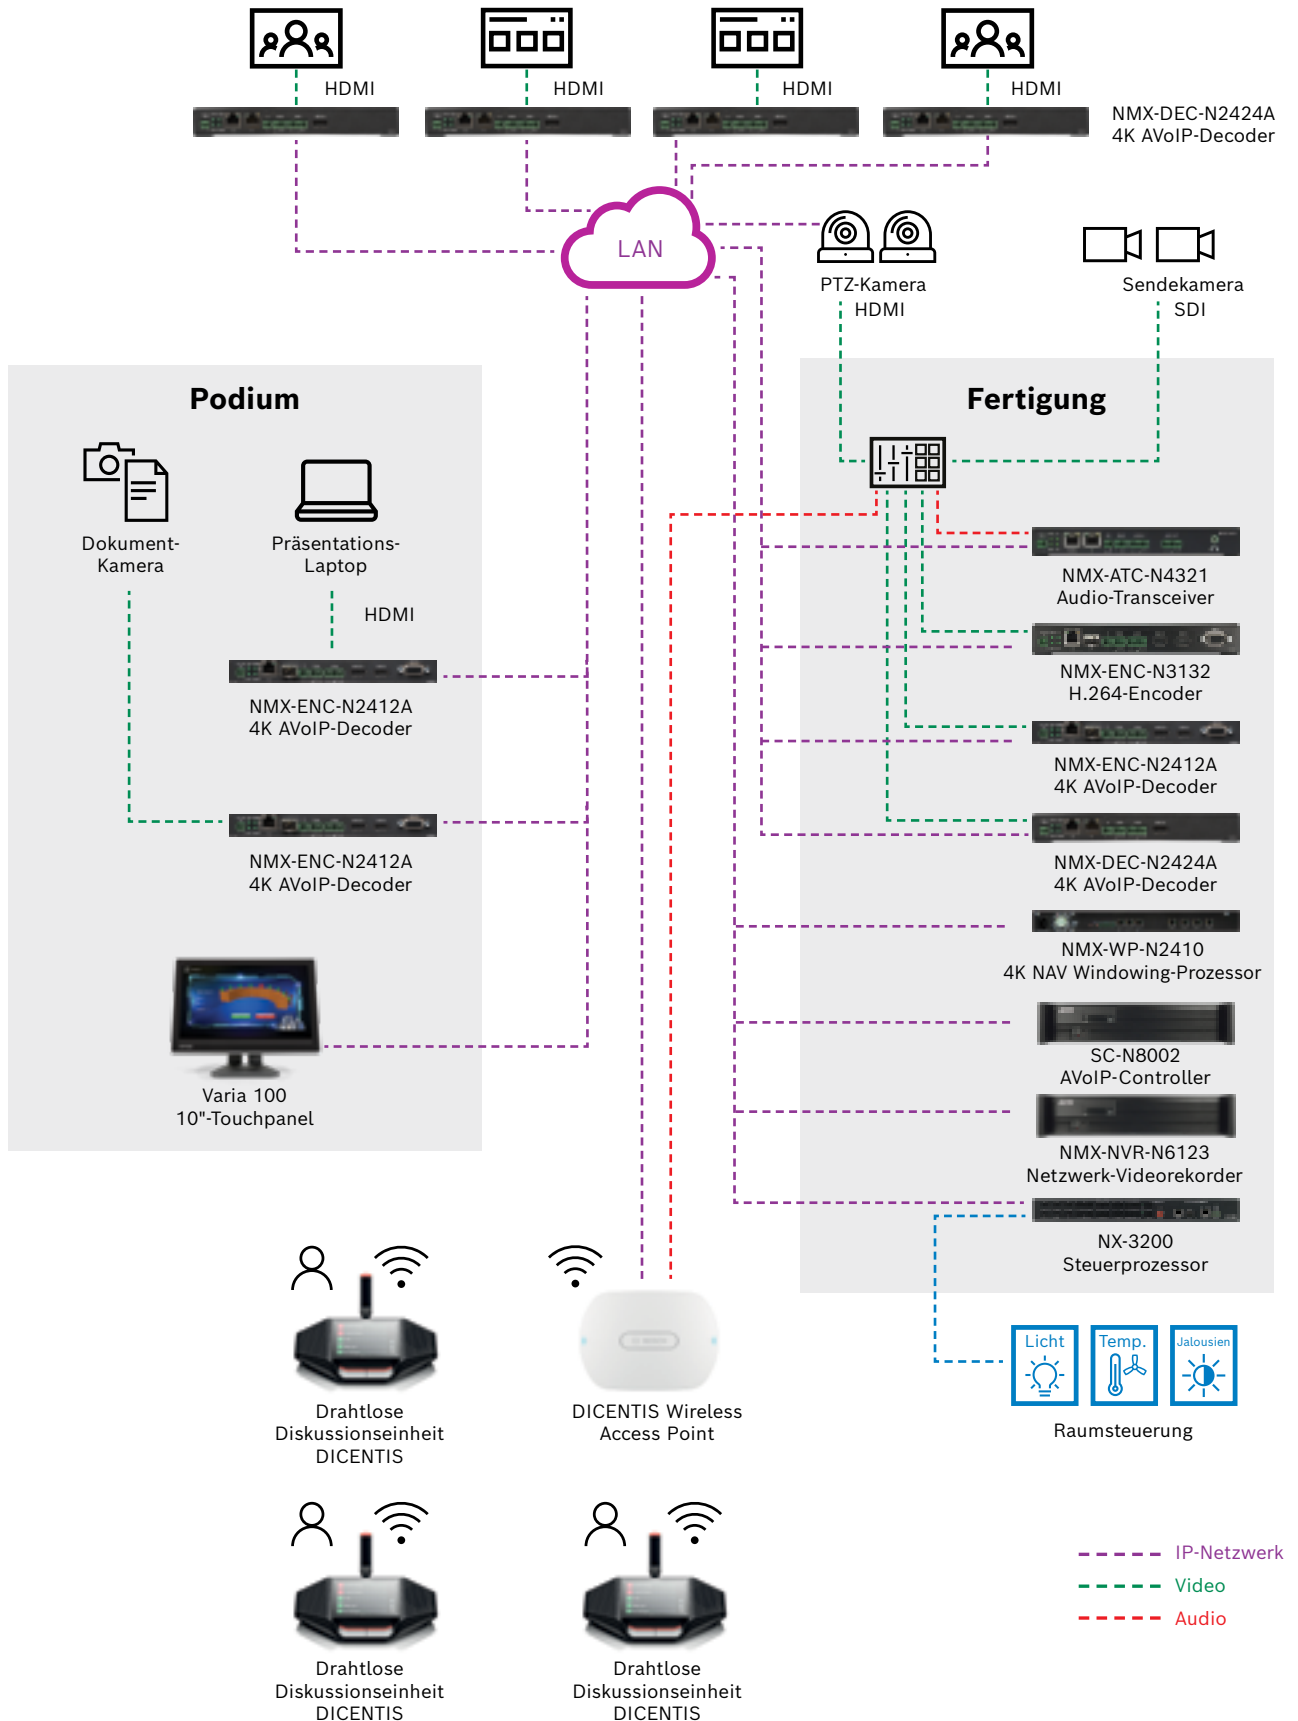 HDMI
HDMI
HDMI
HDMI
NMX-DEC-N2424A
4K AVoIP-Decoder
LAN
PTZ-Kamera
HDMI
Sendekamera
SDI
Podium
Dokument-
Kamera
Präsentations-
Laptop
HDMI
NMX-ENC-N2412A
4K AVoIP-Decoder
NMX-ENC-N2412A
4K AVoIP-Decoder
Varia 100
10"-Touchpanel
Fertigung
NMX-ATC-N4321
Audio-Transceiver
NMX-ENC-N3132
H.264-Encoder
NMX-ENC-N2412A
4K AVoIP-Decoder
NMX-DEC-N2424A
4K AVoIP-Decoder
NMX-WP-N2410
4K NAV Windowing-Prozessor
SC-N8002
AVoIP-Controller
NMX-NVR-N6123
Netzwerk-Videorekorder
NX-3200
Steuerprozessor
Licht
Temp.
Jalousien
Raumsteuerung
Drahtlose
Diskussionseinheit
DICENTIS
DICENTIS Wireless
Access Point
Drahtlose
Diskussionseinheit
DICENTIS
Drahtlose
Diskussionseinheit
DICENTIS
IP-Netzwerk
Video
Audio